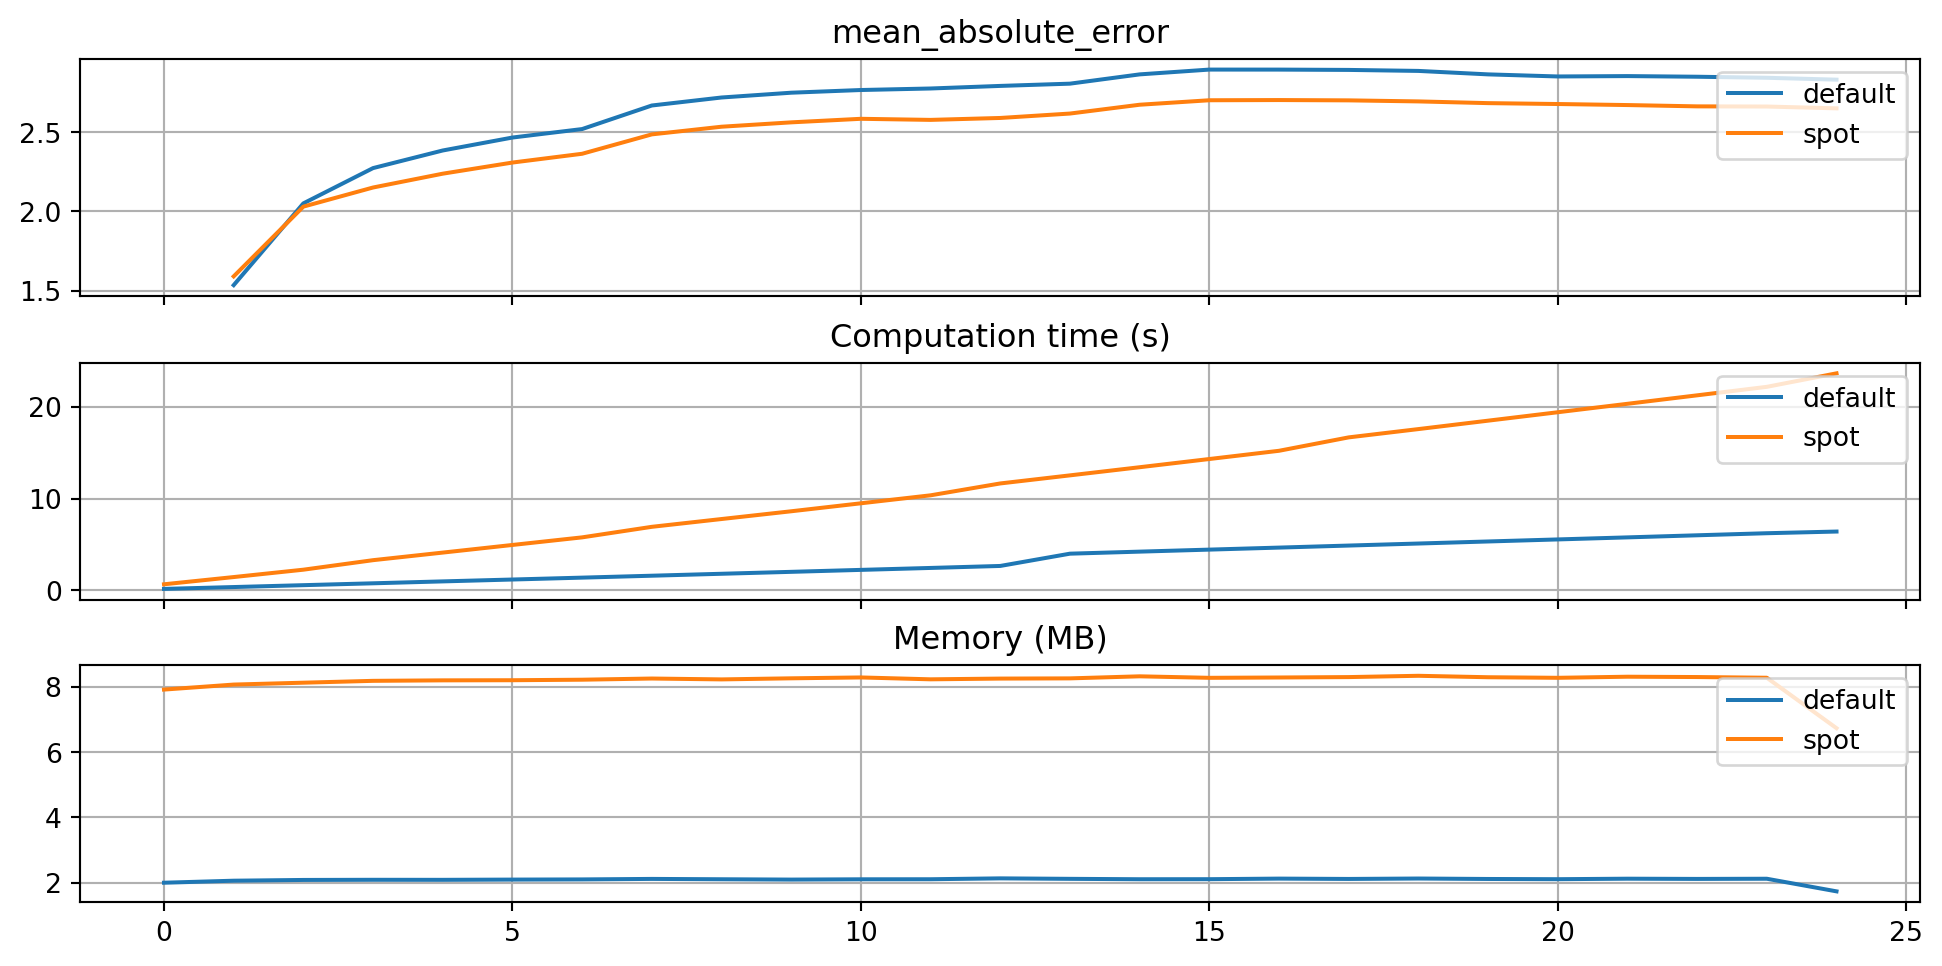 mean_absolute_error
2.5
2.0
1.5
default
spot
Computation time (s)
20
10
0
default
spot
Memory (MB)
8
6
4
2
default
spot
0 5 10 15 20 25